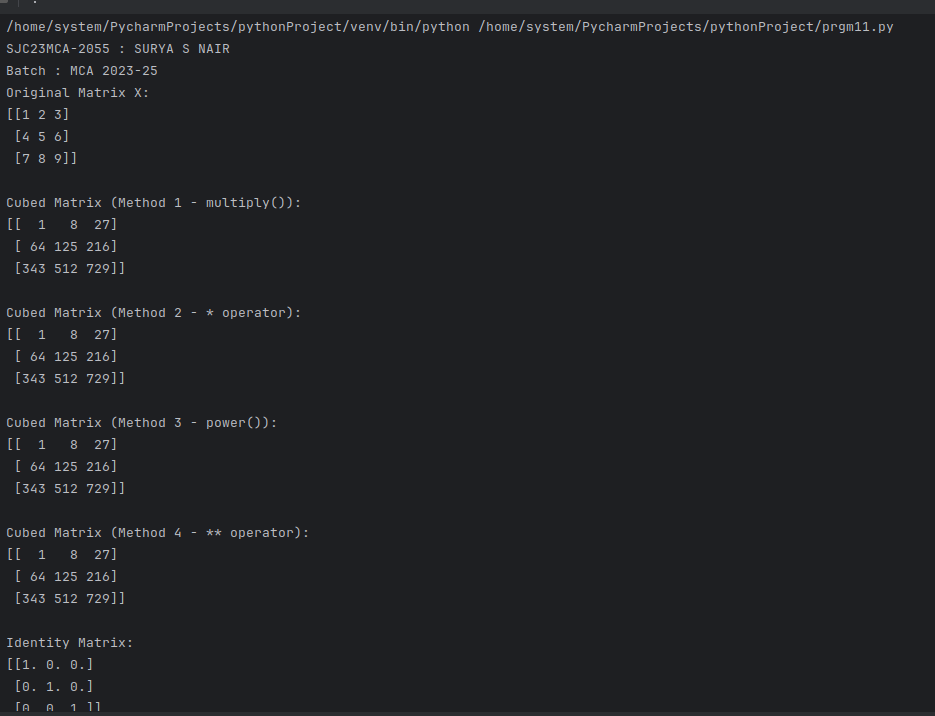 /home/system/PycharmProjects/pythonProject/venv/bin/python /home/system/PycharmProjects/pythonProject/prgm11.py
SJC23MCA-2055 : SURYA S NAIR
Batch : MCA 2023-25
Original Matrix X:
[[1 2 3]
 [4 5 6]
 [7 8 9]]

Cubed Matrix (Method 1 - multiply()):
[[  1   8  27]
 [ 64 125 216]
 [343 512 729]]

Cubed Matrix (Method 2 - * operator):
[[  1   8  27]
 [ 64 125 216]
 [343 512 729]]

Cubed Matrix (Method 3 - power()):
[[  1   8  27]
 [ 64 125 216]
 [343 512 729]]

Cubed Matrix (Method 4 - ** operator):
[[  1   8  27]
 [ 64 125 216]
 [343 512 729]]

Identity Matrix:
[[1. 0. 0.]
 [0. 1. 0.]
 [0. 0. 1.]]